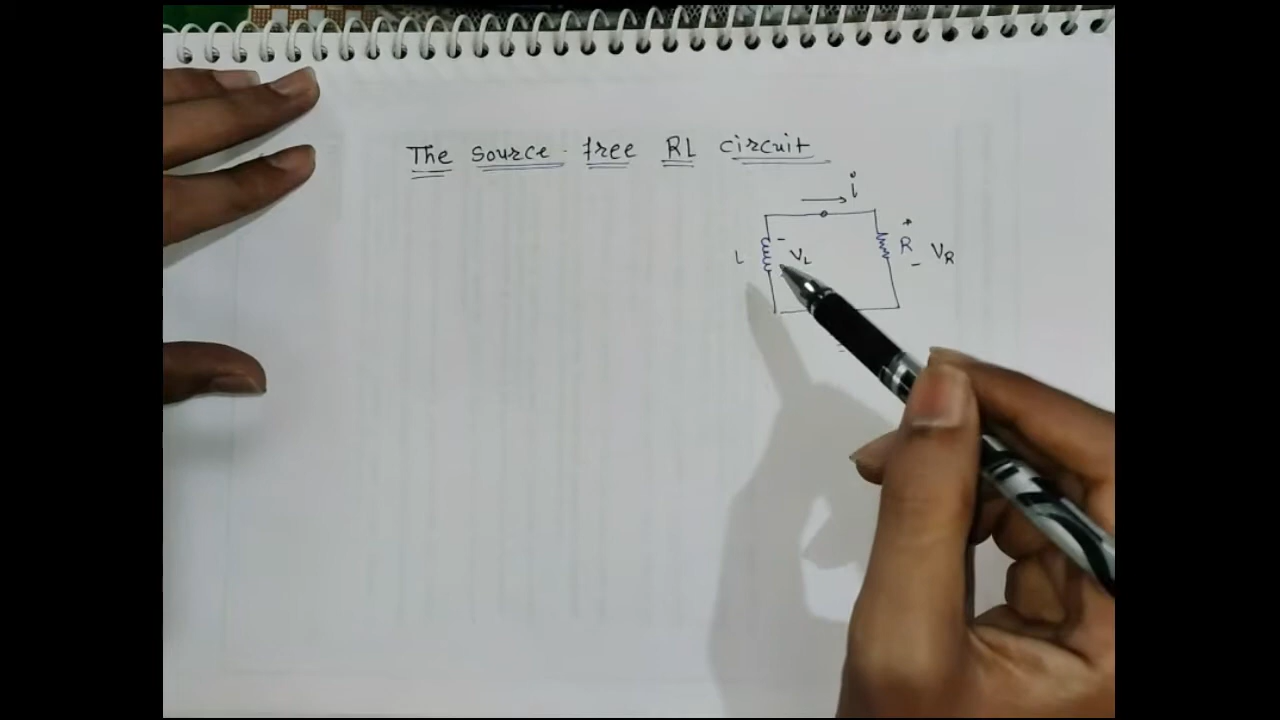 The source-free RL circuit
i
+
L - VL R VR
-